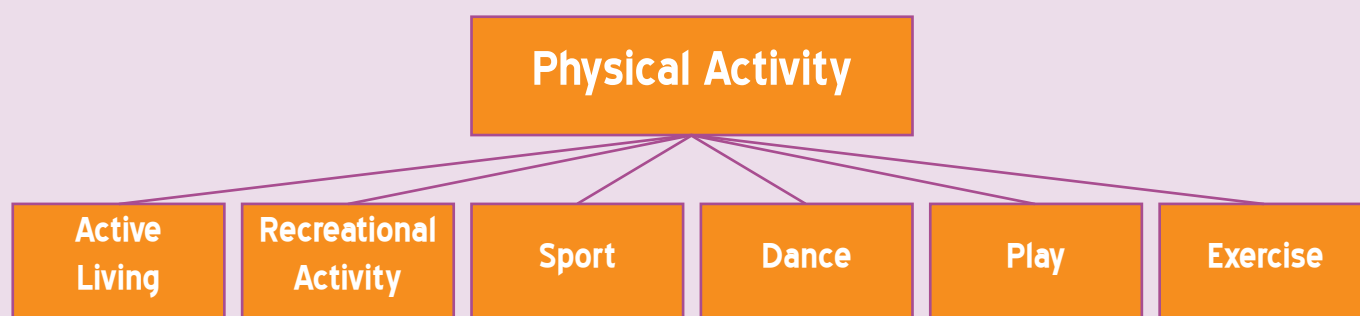 Physical Activity
Active
Living
Recreational
Activity
Sport
Dance
Play
Exercise